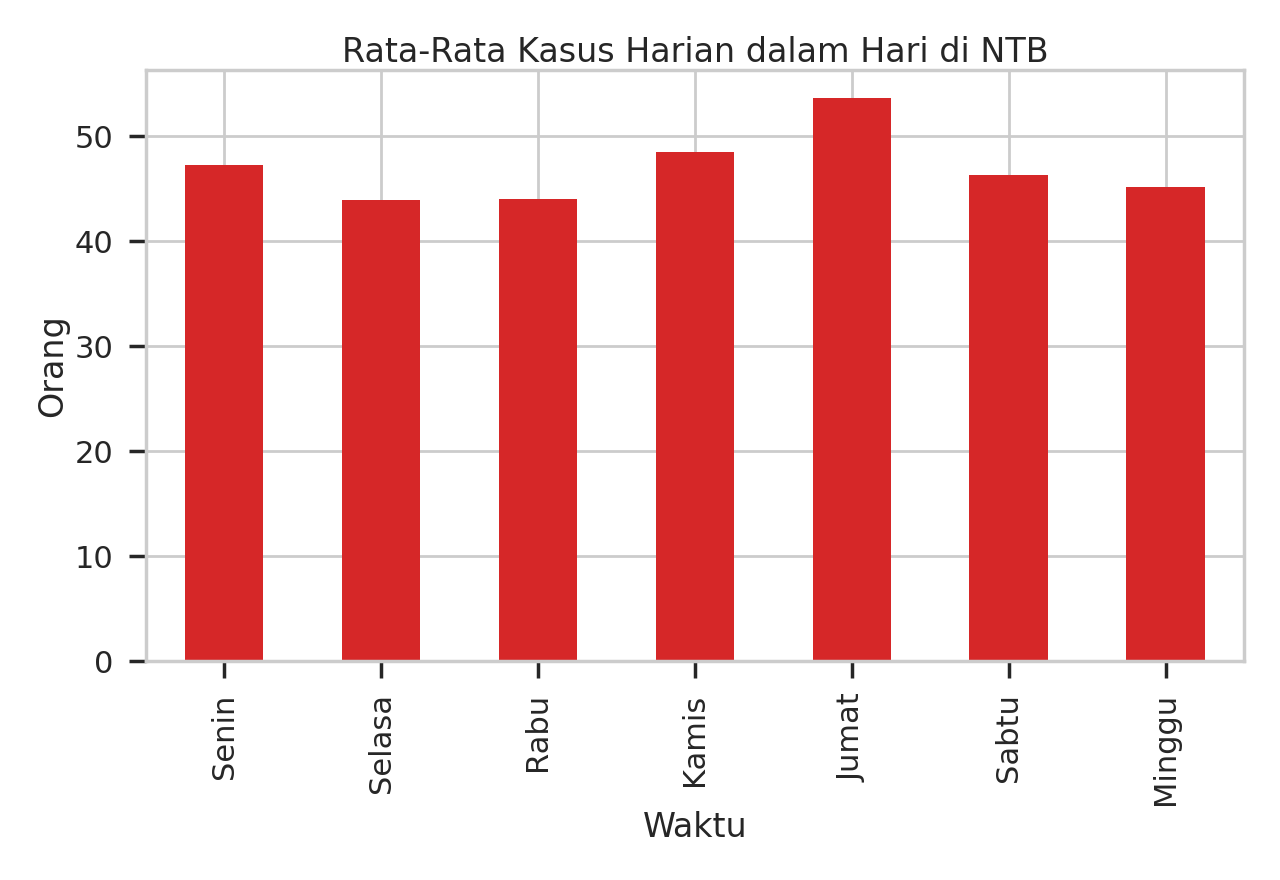 Rata-Rata Kasus Harian dalam Hari di NTB
Orang
50
40
30
20
10
0
Senin
Selasa
Rabu
Kamis
Jumat
Sabtu
Minggu
Waktu